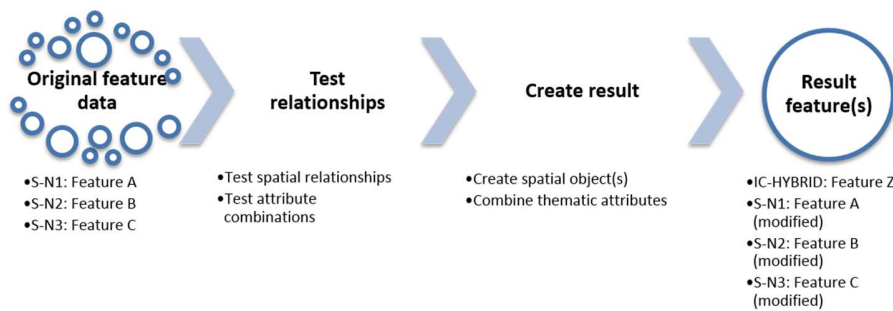 Original feature
data
•S-N1: Feature A
•S-N2: Feature B
•S-N3: Feature C
Test
relationships
•Test spatial relationships
•Test attribute
combinations
Create result
•Create spatial object(s)
•Combine thematic attributes
Result
feature(s)
•IC-HYBRID: Feature Z
•S-N1: Feature A
(modified)
•S-N2: Feature B
(modified)
•S-N3: Feature C
(modified)